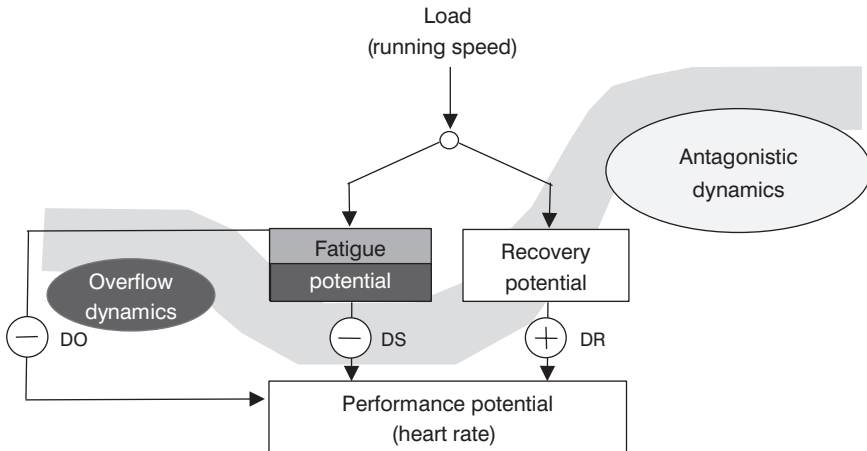 Load
(running speed)
Antagonistic
dynamics
Fatigue
potential
Recovery
potential
Overflow
dynamics
DO
DS
DR
Performance potential
(heart rate)